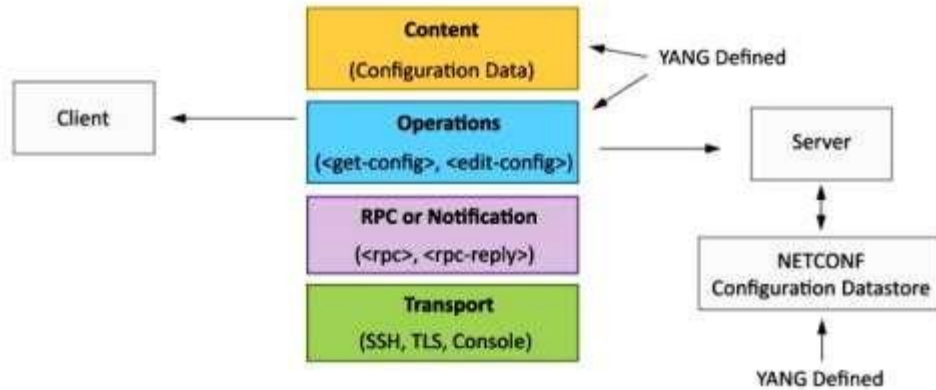 Content
(Configuration Data)
YANG Defined
Client
Operations
(<get-config>, <edit-config>)
Server
RPC or Notification
(<rpc>, <rpc-reply>)
NETCONF
Configuration Datastore
Transport
(SSH, TLS, Console)
YANG Defined